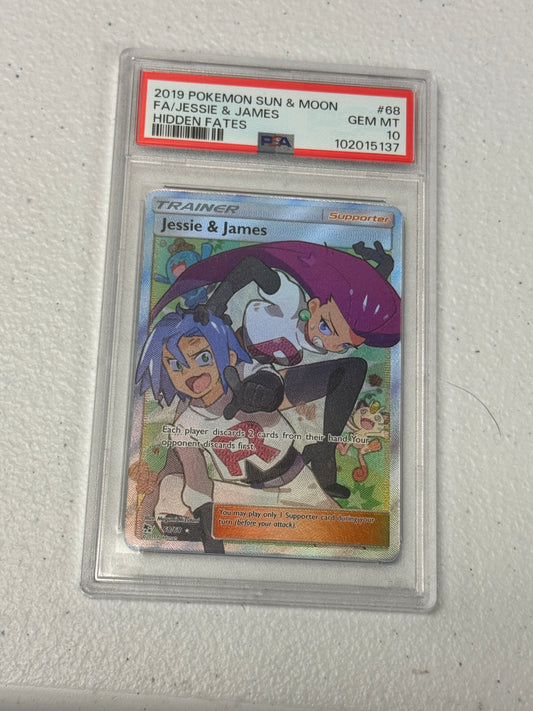 2019 POKEMON SUN & MOON #68
FA/JESSIE & JAMES GEM MT
HIDDEN FATES 10
PSA 102015137
TRAINER Supporter
Jessie & James
Each player discards 2 cards from their hand. Your
opponent discards first.
You may play only 1 Supporter card during your
turn (before your attack).
68/68